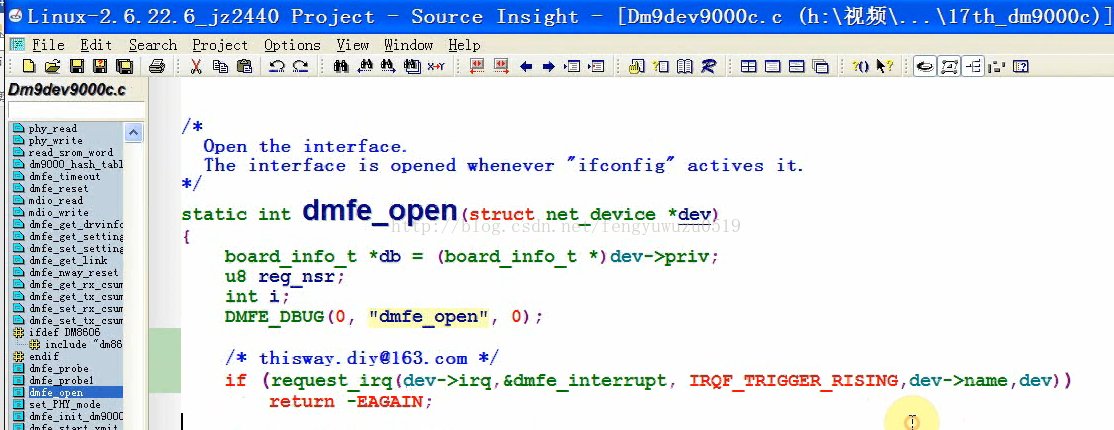 Linux-2.6.22.6_jz2440 Project - Source Insight - [Dm9dev9000c.c (h:\视频\...\17th_dm9000c)]
File Edit Search Project Options View Window Help
Dm9dev9000c.c
phy_read
phy_write
read_srom_word
dm9000_hash_tabl
dmfe_timeout
dmfe_reset
mdio_read
mdio_write
dmfe_get_drvinfo
dmfe_get_setting
dmfe_set_setting
dmfe_get_link
dmfe_nway_reset
dmfe_get_rx_csum
dmfe_get_tx_csum
dmfe_set_rx_csum
dmfe_set_tx_csum
ifdef DM8606
include "dm86
endif
dmfe_probe
dmfe_probe1
dmfe_open
set_PHY_mode
dmfe_init_dm9000
dmfe_start_xmit
/*
Open the interface.
The interface is opened whenever "ifconfig" actives it.
*/
static int dmfe_open(struct net_device *dev)
http://blog.csdn.net/fengyuwuzu0519
{
board_info_t *db = (board_info_t *)dev->priv;
u8 reg_nsr;
int i;
DMFE_DBUG(0, "dmfe_open", 0);
/* thisway.diy@163.com */
if (request_irq(dev->irq,&dmfe_interrupt, IRQF_TRIGGER_RISING,dev->name,dev))
return -EAGAIN;